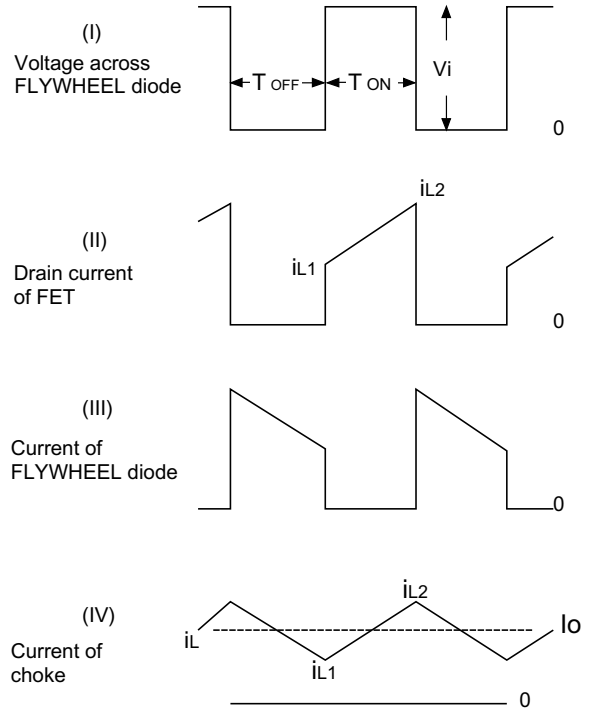 (I)
Voltage across
FLYWHEEL diode
T OFF
T ON
Vi
0
(II)
Drain current
of FET
iL1
iL2
0
(III)
Current of
FLYWHEEL diode
0
(IV)
Current of
choke
iL
iL1
iL2
Io
0